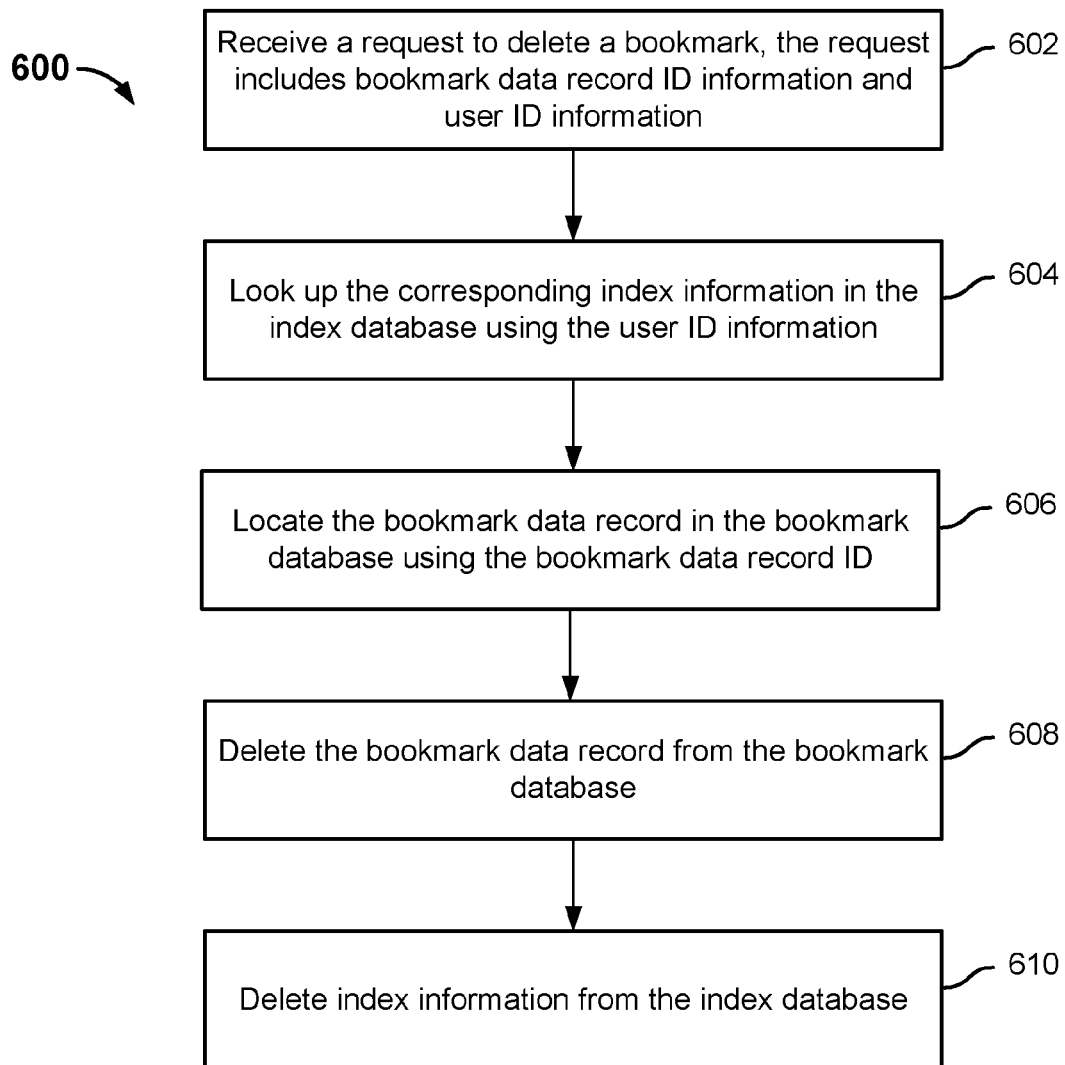 600
Receive a request to delete a bookmark, the request
includes bookmark data record ID information and
user ID information
602
Look up the corresponding index information in the
index database using the user ID information
604
Locate the bookmark data record in the bookmark
database using the bookmark data record ID
606
Delete the bookmark data record from the bookmark
database
608
Delete index information from the index database
610